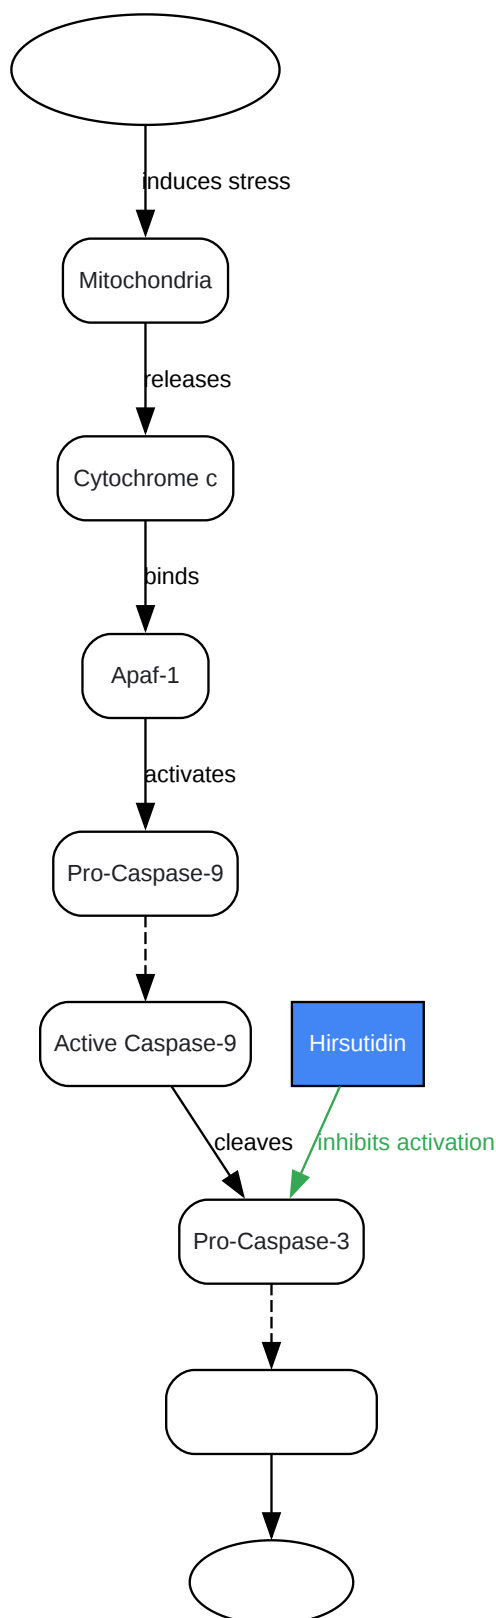 induces stress
Mitochondria
releases
Cytochrome c
binds
Apaf-1
activates
Pro-Caspase-9
Active Caspase-9
Hirsutidin
cleaves
inhibits activation
Pro-Caspase-3